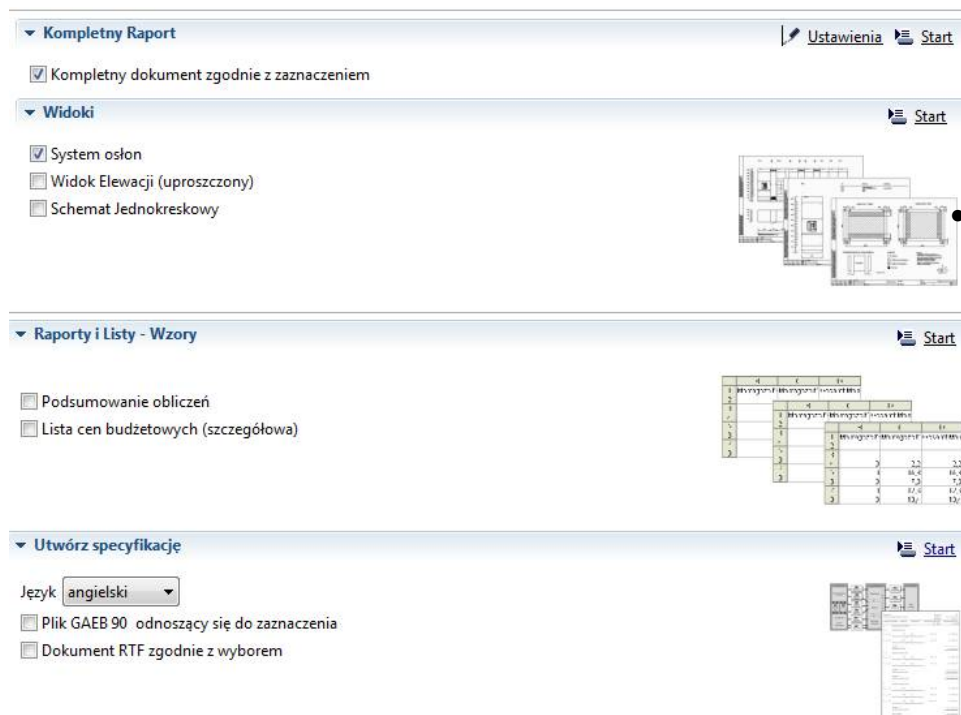 Kompletny Raport
Ustawienia Start
Kompletny dokument zgodnie z zaznaczeniem
Widoki
Start
System osłon
Widok Elewacji (uproszczony)
Schemat Jednokreskowy
Raporty i Listy - Wzory
Start
Podsumowanie obliczeń
Lista cen budżetowych (szczegółowa)
Utwórz specyfikację
Start
Język angielski
Plik GAEB 90 odnoszący się do zaznaczenia
Dokument RTF zgodnie z wyborem